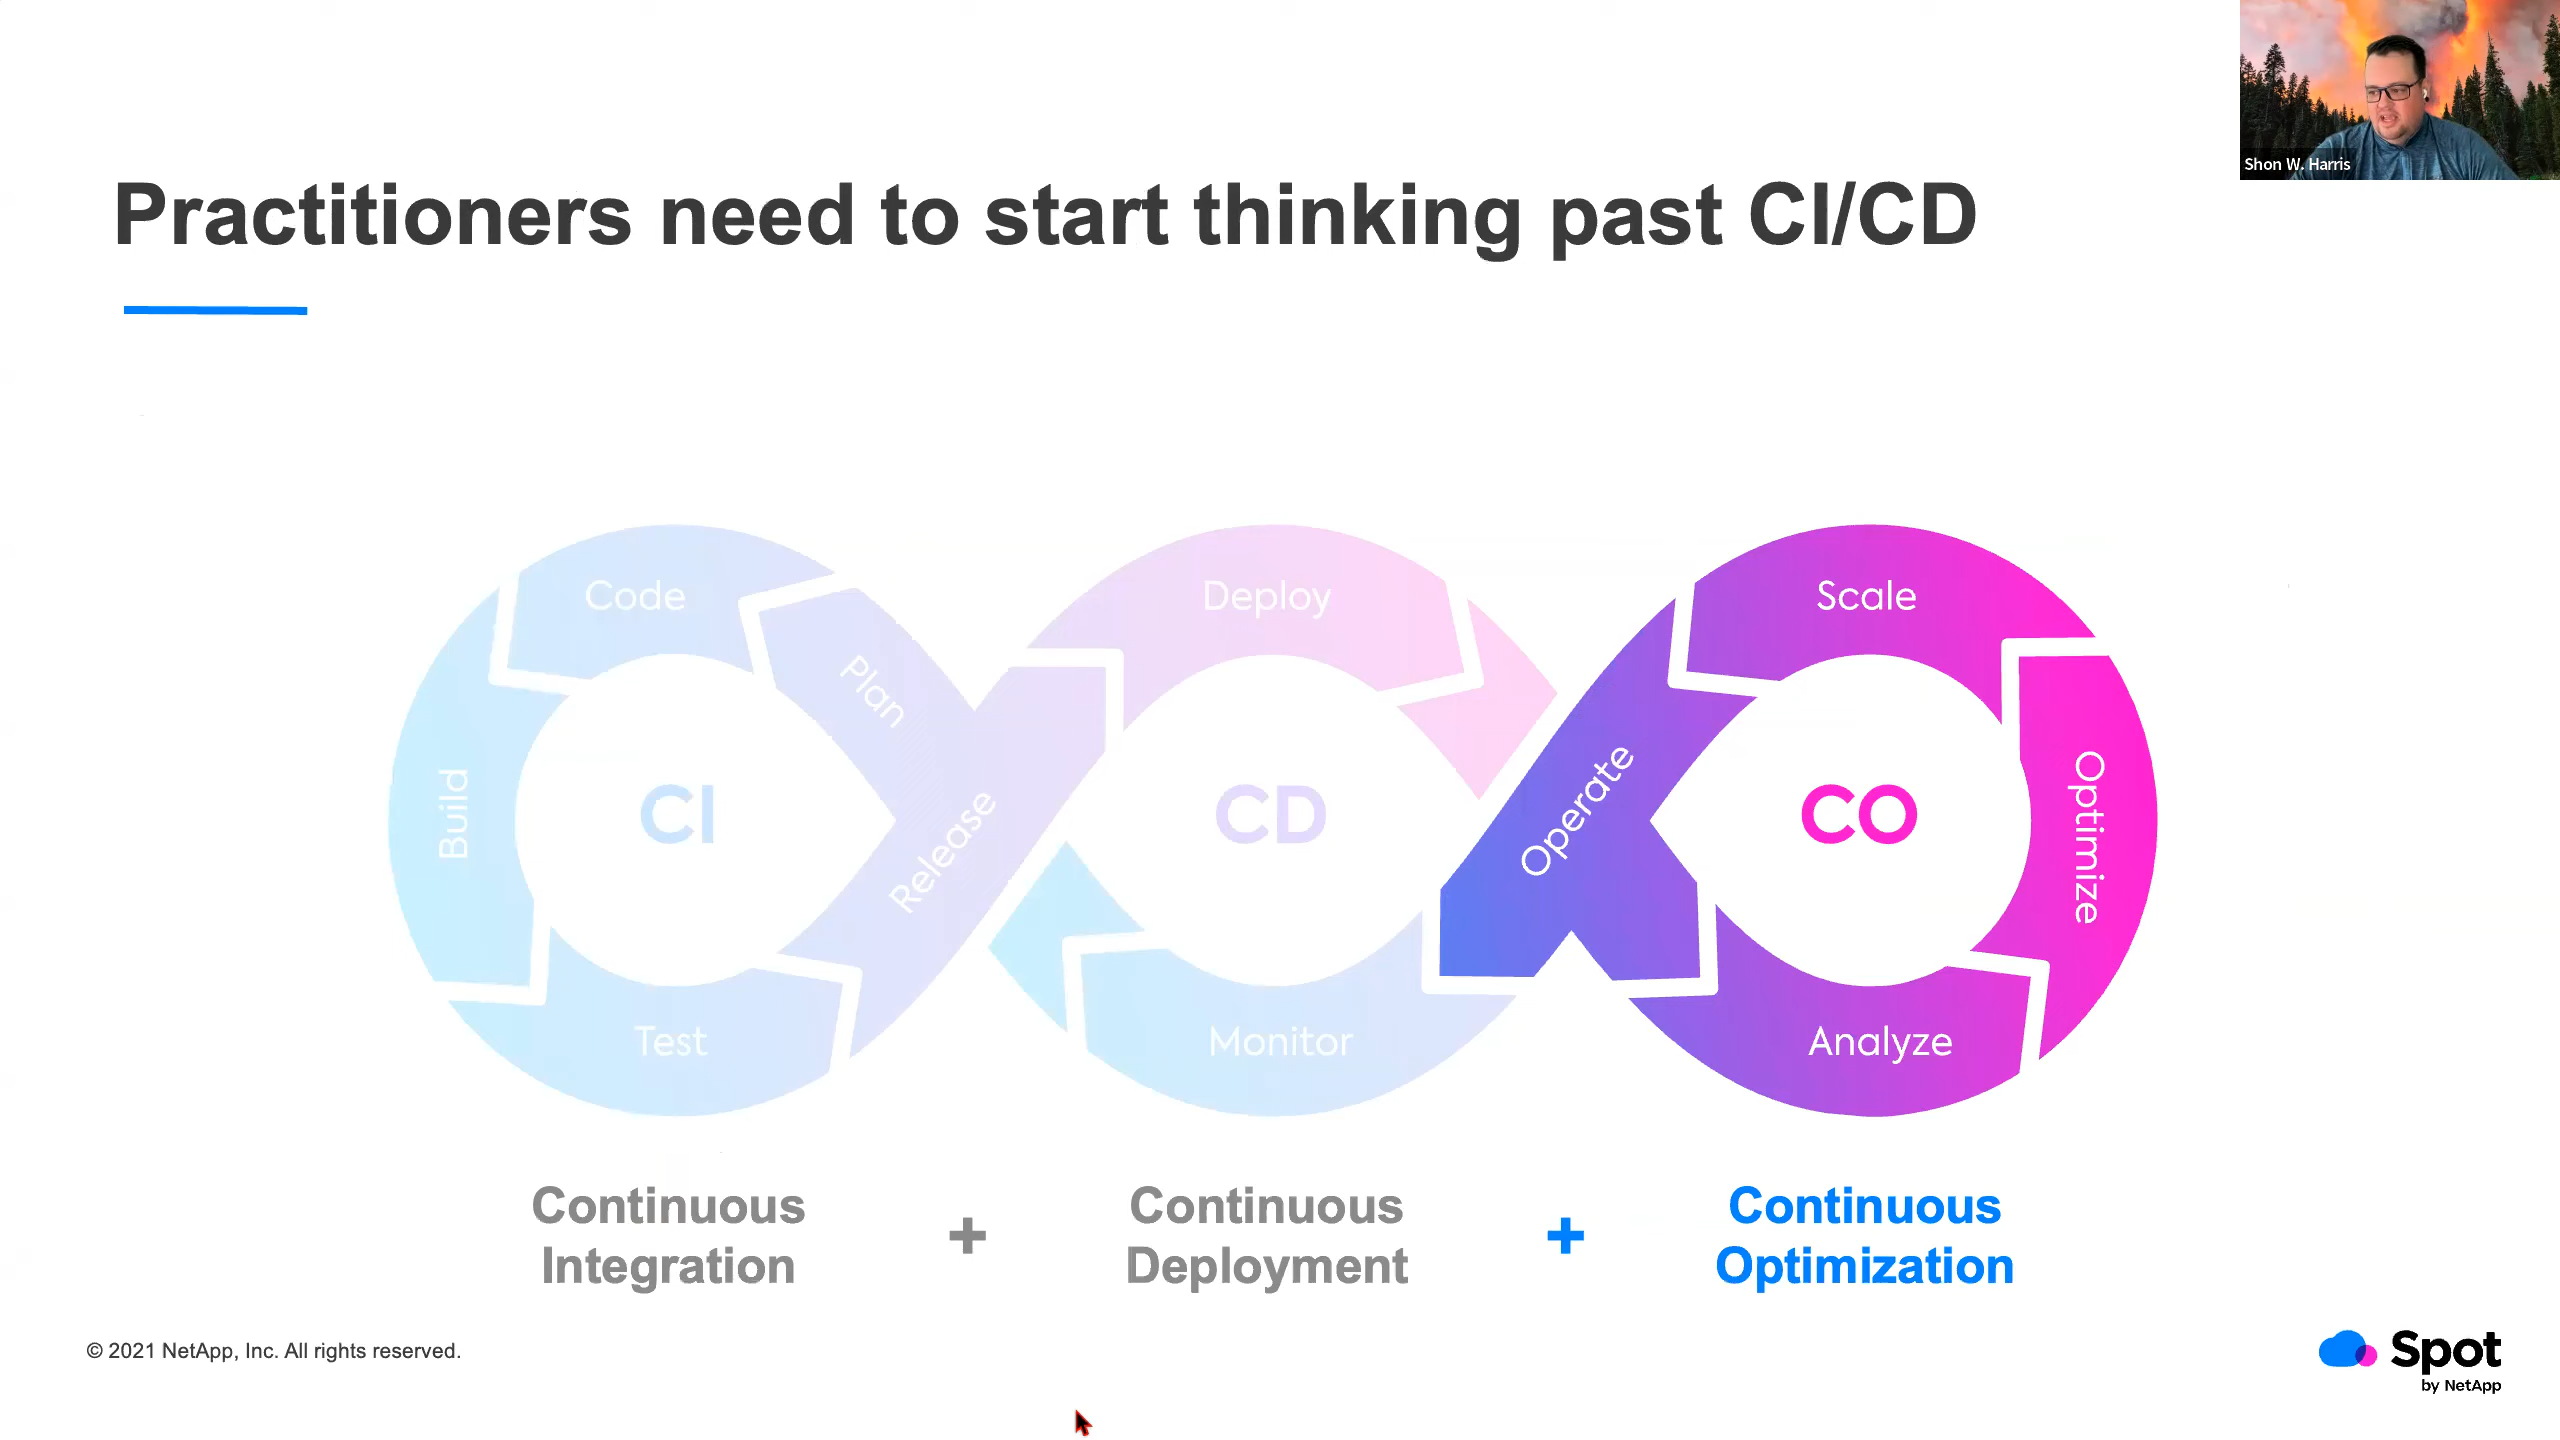 Shon W. Harris
Practitioners need to start thinking past CI/CD
Code
Plan
Build
CI
Test
Release
Deploy
CD
Monitor
Operate
Scale
CO
Optimize
Analyze
Continuous
Integration
+
Continuous
Deployment
+
Continuous
Optimization
© 2021 NetApp, Inc. All rights reserved.
Spot
by NetApp